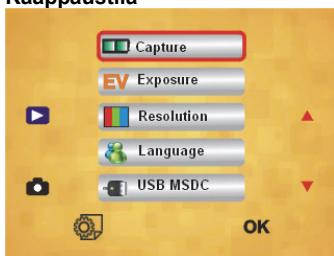 Kaappaustila
Capture
EV Exposure
Resolution
Language
USB MSDC
OK